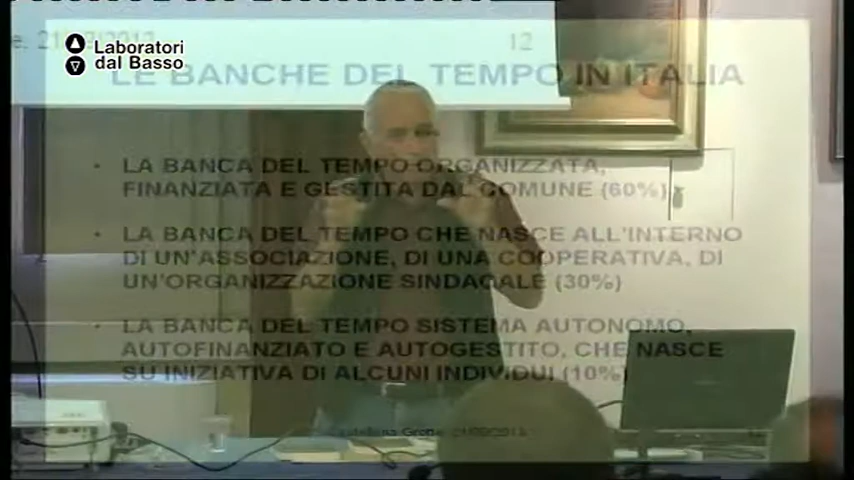 Laboratori
dal Basso
12
LE BANCHE DEL TEMPO IN ITALIA
• LA BANCA DEL TEMPO ORGANIZZATA,
FINANZIATA E GESTITA DAL COMUNE (60%)
• LA BANCA DEL TEMPO CHE NASCE ALL'INTERNO
DI UN'ASSOCIAZIONE, DI UNA COOPERATIVA, DI
UN'ORGANIZZAZIONE SINDACALE (30%)
• LA BANCA DEL TEMPO SISTEMA AUTONOMO,
AUTOFINANZIATO E AUTOGESTITO, CHE NASCE
SU INIZIATIVA DI ALCUNI INDIVIDUI (10%)